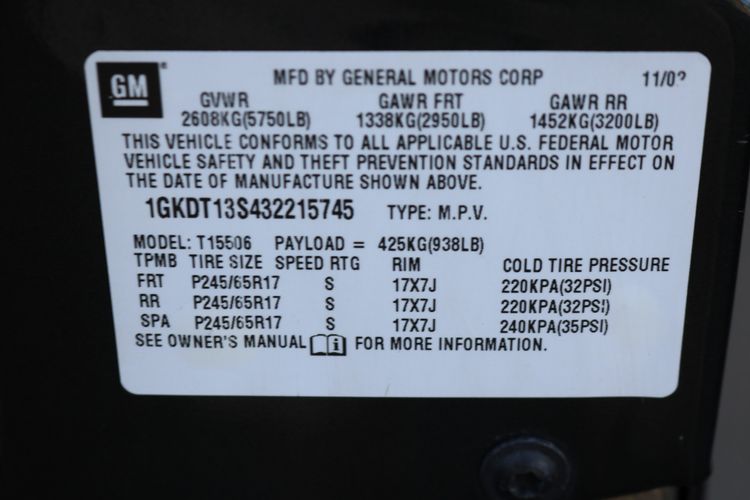 GM
MFD BY GENERAL MOTORS CORP
GVWR GAWR FRT GAWR RR
2608KG(5750LB) 1338KG(2950LB) 1452KG(3200LB)
THIS VEHICLE CONFORMS TO ALL APPLICABLE U.S. FEDERAL MOTOR
VEHICLE SAFETY AND THEFT PREVENTION STANDARDS IN EFFECT ON
THE DATE OF MANUFACTURE SHOWN ABOVE.
1GKDT13S432215745 TYPE: M.P.V.
MODEL: T15506 PAYLOAD = 425KG(938LB)
TPMB TIRE SIZE SPEED RTG RIM COLD TIRE PRESSURE
FRT P245/65R17 S 17X7J 220KPA(32PSI)
RR P245/65R17 S 17X7J 220KPA(32PSI)
SPA P245/65R17 S 17X7J 240KPA(35PSI)
SEE OWNER'S MANUAL i FOR MORE INFORMATION.